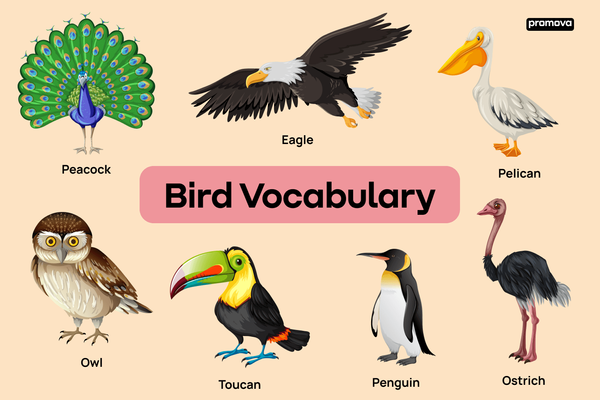 promova
Peacock
Eagle
Pelican
Bird Vocabulary
Owl
Toucan
Penguin
Ostrich